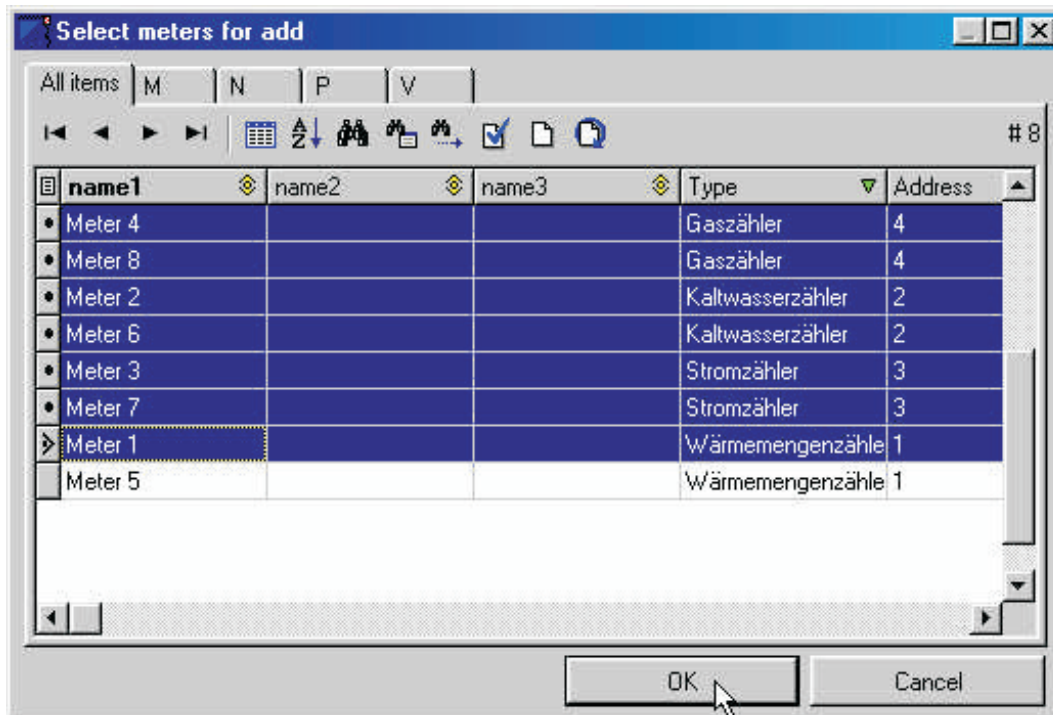 Select meters for add
All items M N P V
# 8
name1 name2 name3 Type Address
Meter 4 Gaszähler 4
Meter 8 Gaszähler 4
Meter 2 Kaltwasserzähler 2
Meter 6 Kaltwasserzähler 2
Meter 3 Stromzähler 3
Meter 7 Stromzähler 3
Meter 1 Wärmemengenzähle 1
Meter 5 Wärmemengenzähle 1
OK Cancel